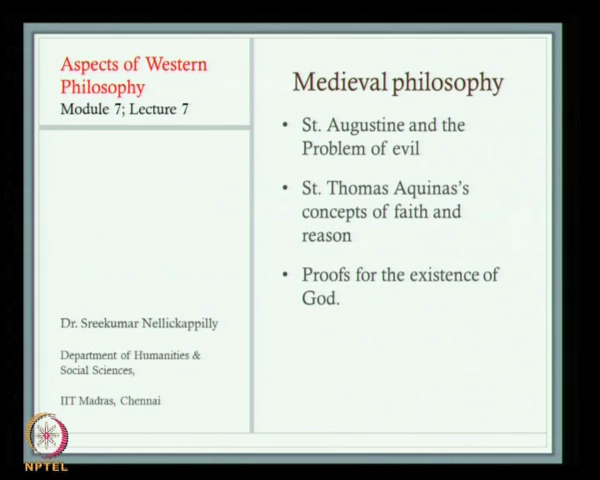 Aspects of Western
Philosophy
Module 7; Lecture 7
Medieval philosophy
• St. Augustine and the
Problem of evil
• St. Thomas Aquinas's
concepts of faith and
reason
• Proofs for the existence of
God.
Dr. Sreekumar Nellickappilly
Department of Humanities &
Social Sciences,
IIT Madras, Chennai
NPTEL